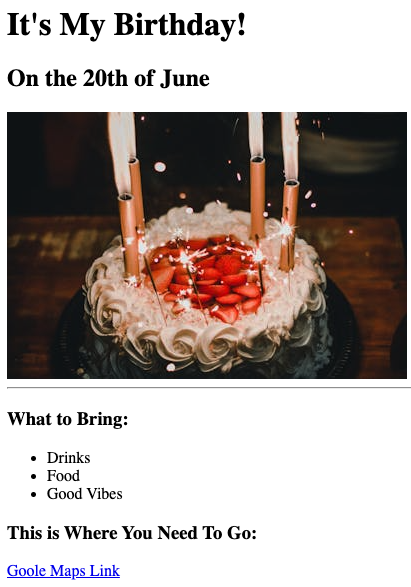 It's My Birthday!
On the 20th of June
What to Bring:
Drinks
Food
Good Vibes
This is Where You Need To Go:
Goole Maps Link